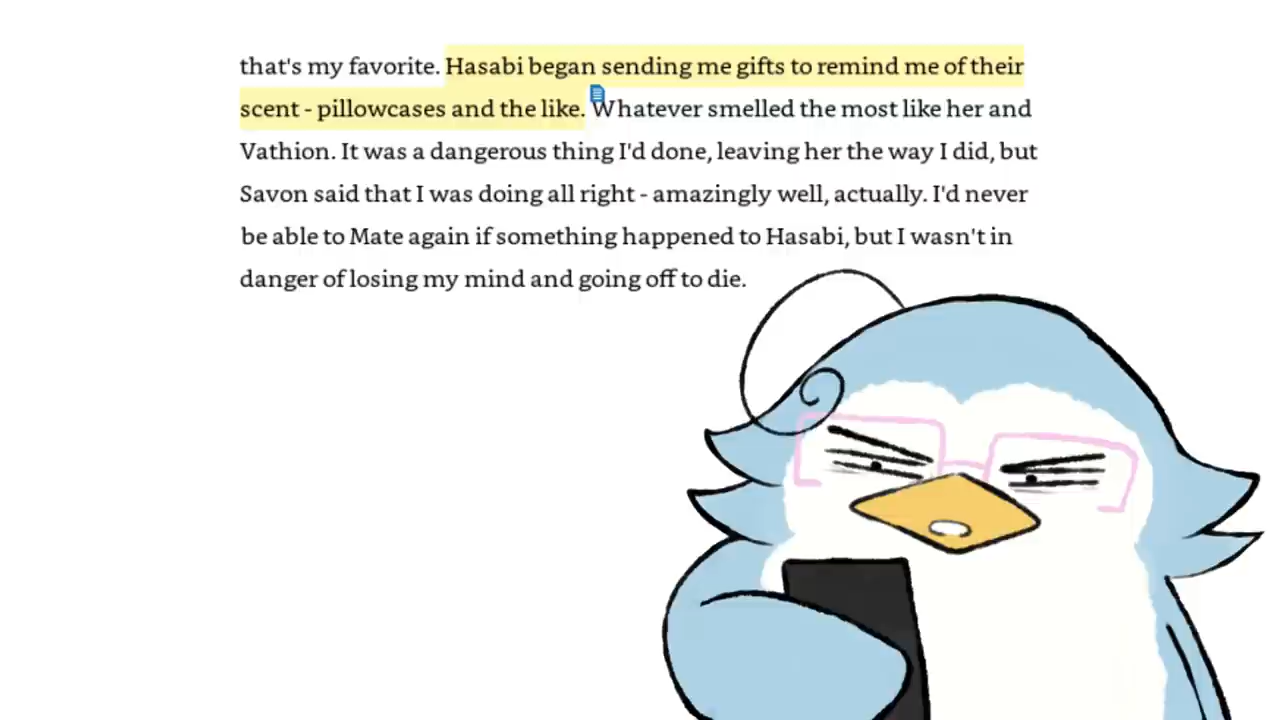 that's my favorite. Hasabi began sending me gifts to remind me of their
scent - pillowcases and the like. Whatever smelled the most like her and
Vathion. It was a dangerous thing I'd done, leaving her the way I did, but
Savon said that I was doing all right - amazingly well, actually. I'd never
be able to Mate again if something happened to Hasabi, but I wasn't in
danger of losing my mind and going off to die.